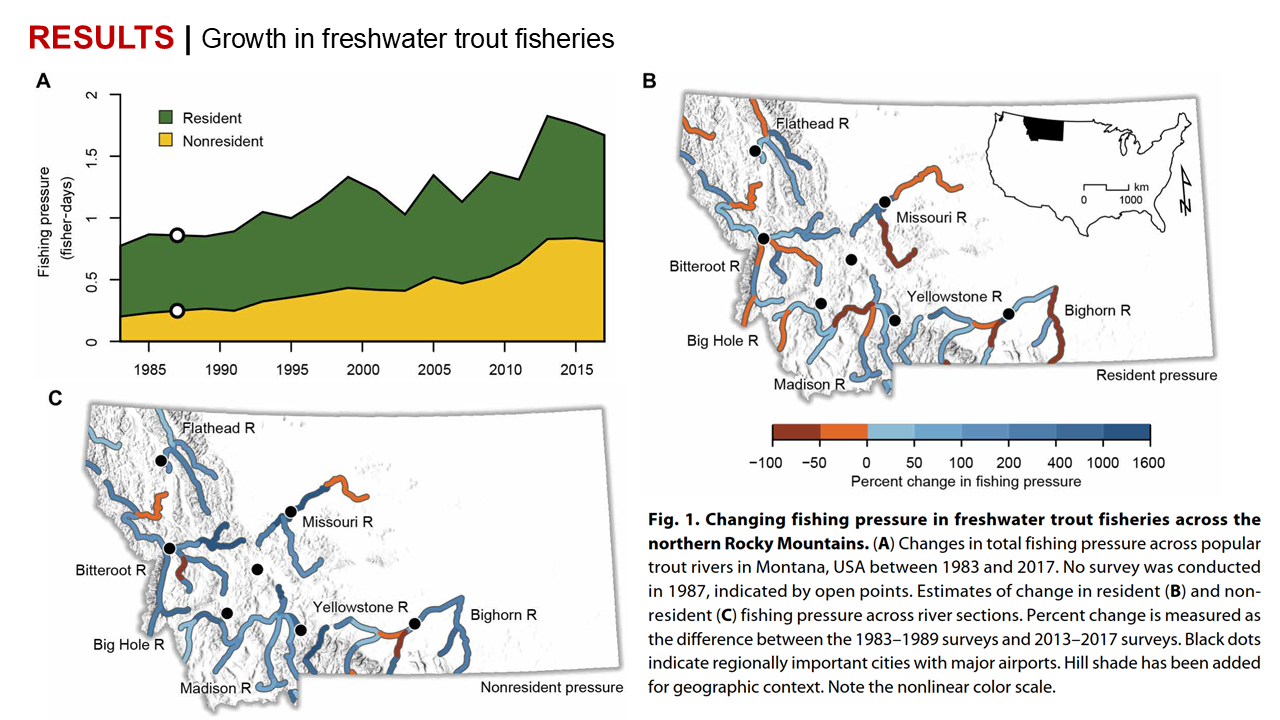 RESULTS | Growth in freshwater trout fisheries
A
Fishing pressure
(fisher-days)
2
1.5
1
0.5
0
Resident
Nonresident
1985 1990 1995 2000 2005 2010 2015
B
Flathead R
Missouri R
Bitteroot R
Yellowstone R
Bighorn R
Big Hole R
Madison R
km
0 1000
N
Resident pressure
−100 −50 0 50 100 200 400 1000 1600
Percent change in fishing pressure
C
Flathead R
Missouri R
Bitteroot R
Yellowstone R
Bighorn R
Big Hole R
Madison R
Nonresident pressure
Fig. 1. Changing fishing pressure in freshwater trout fisheries across the
northern Rocky Mountains. (A) Changes in total fishing pressure across popular
trout rivers in Montana, USA between 1983 and 2017. No survey was conducted
in 1987, indicated by open points. Estimates of change in resident (B) and non-
resident (C) fishing pressure across river sections. Percent change is measured as
the difference between the 1983–1989 surveys and 2013–2017 surveys. Black dots
indicate regionally important cities with major airports. Hill shade has been added
for geographic context. Note the nonlinear color scale.